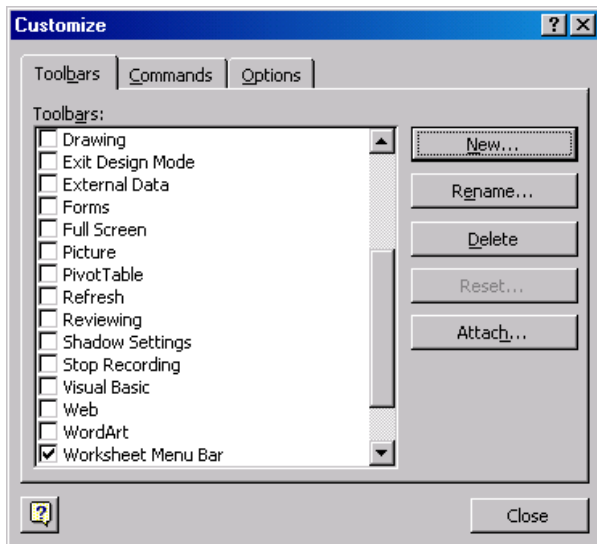 Customize
Toolbars Commands Options
Toolbars:
Drawing
Exit Design Mode
External Data
Forms
Full Screen
Picture
PivotTable
Refresh
Reviewing
Shadow Settings
Stop Recording
Visual Basic
Web
WordArt
Worksheet Menu Bar
New...
Rename...
Delete
Reset...
Attach...
Close